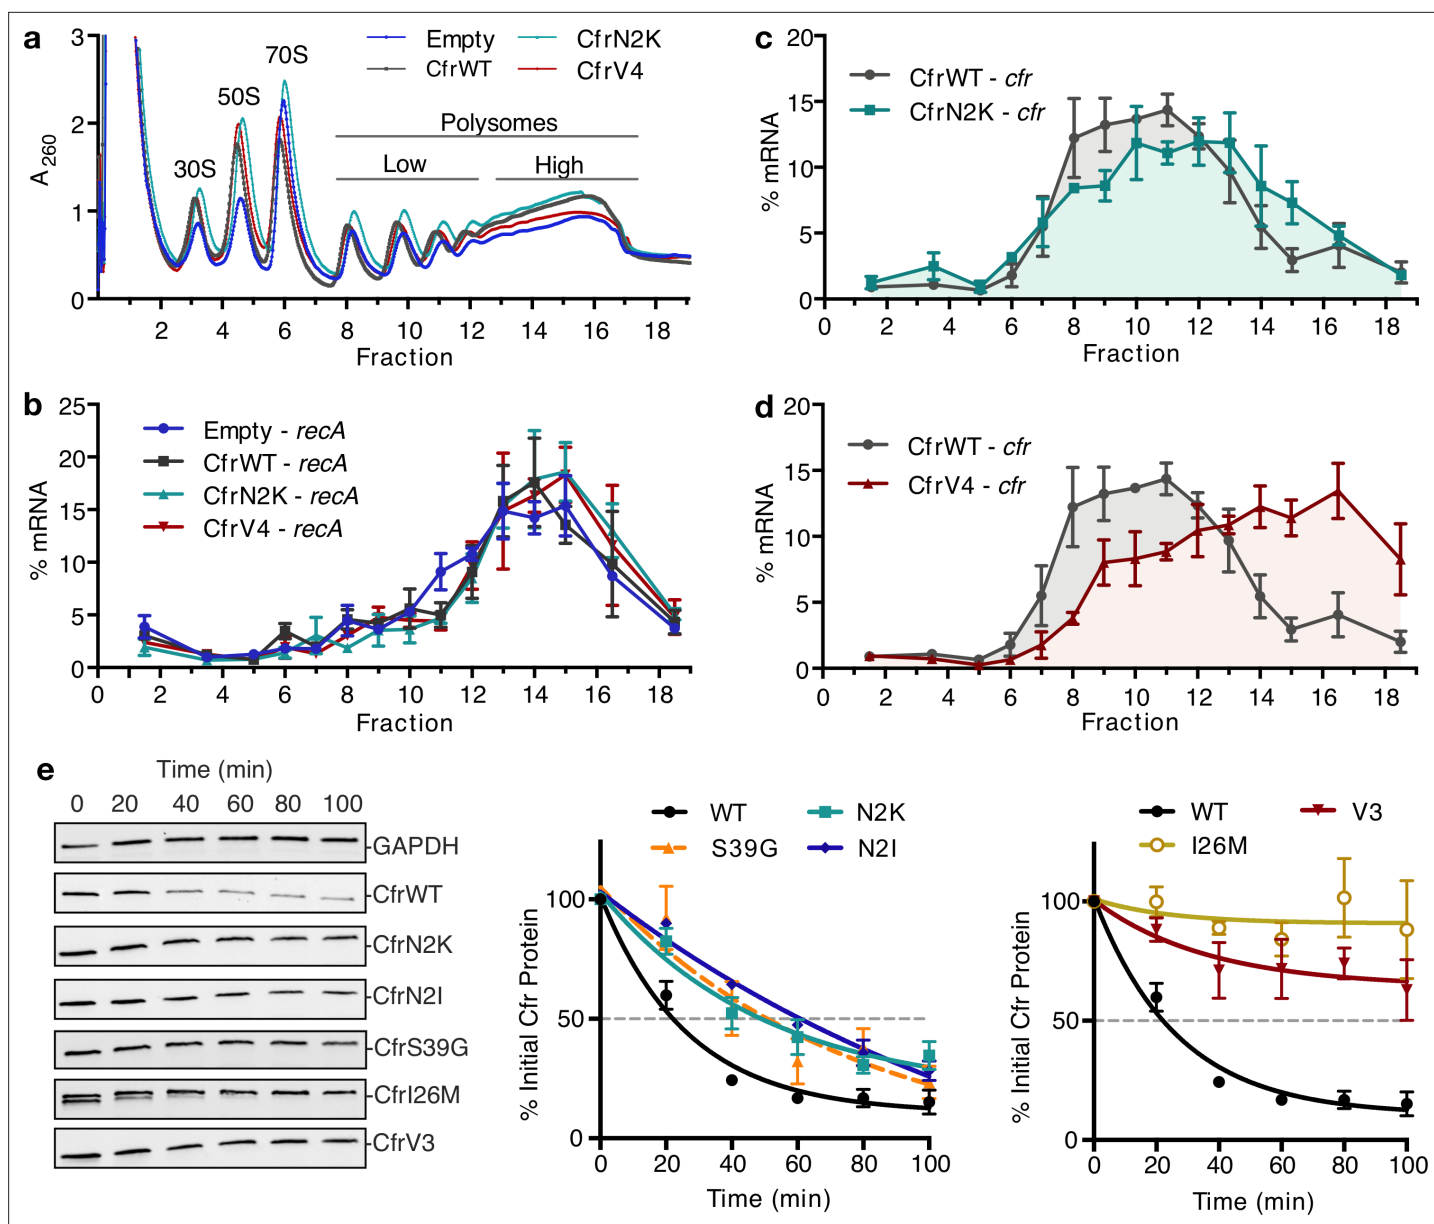 a
Empty
CfrN2K
CfrWT
CfrV4
3
2
1
0
A260
30S
50S
70S
Polysomes
Low
High
2 4 6 8 10 12 14 16 18
Fraction
c
CfrWT - cfr
CfrN2K - cfr
20
15
10
5
0
% mRNA
0 2 4 6 8 10 12 14 16 18
Fraction
b
Empty - recA
CfrWT - recA
CfrN2K - recA
CfrV4 - recA
25
20
15
10
5
0
% mRNA
0 2 4 6 8 10 12 14 16 18
Fraction
d
CfrWT - cfr
CfrV4 - cfr
20
15
10
5
0
% mRNA
0 2 4 6 8 10 12 14 16 18
Fraction
e
Time (min)
0 20 40 60 80 100
GAPDH
CfrWT
CfrN2K
CfrN2I
CfrS39G
CfrI26M
CfrV3
WT
N2K
S39G
N2I
100
50
0
% Initial Cfr Protein
0 20 40 60 80 100
Time (min)
WT
V3
I26M
100
50
0
% Initial Cfr Protein
0 20 40 60 80 100
Time (min)